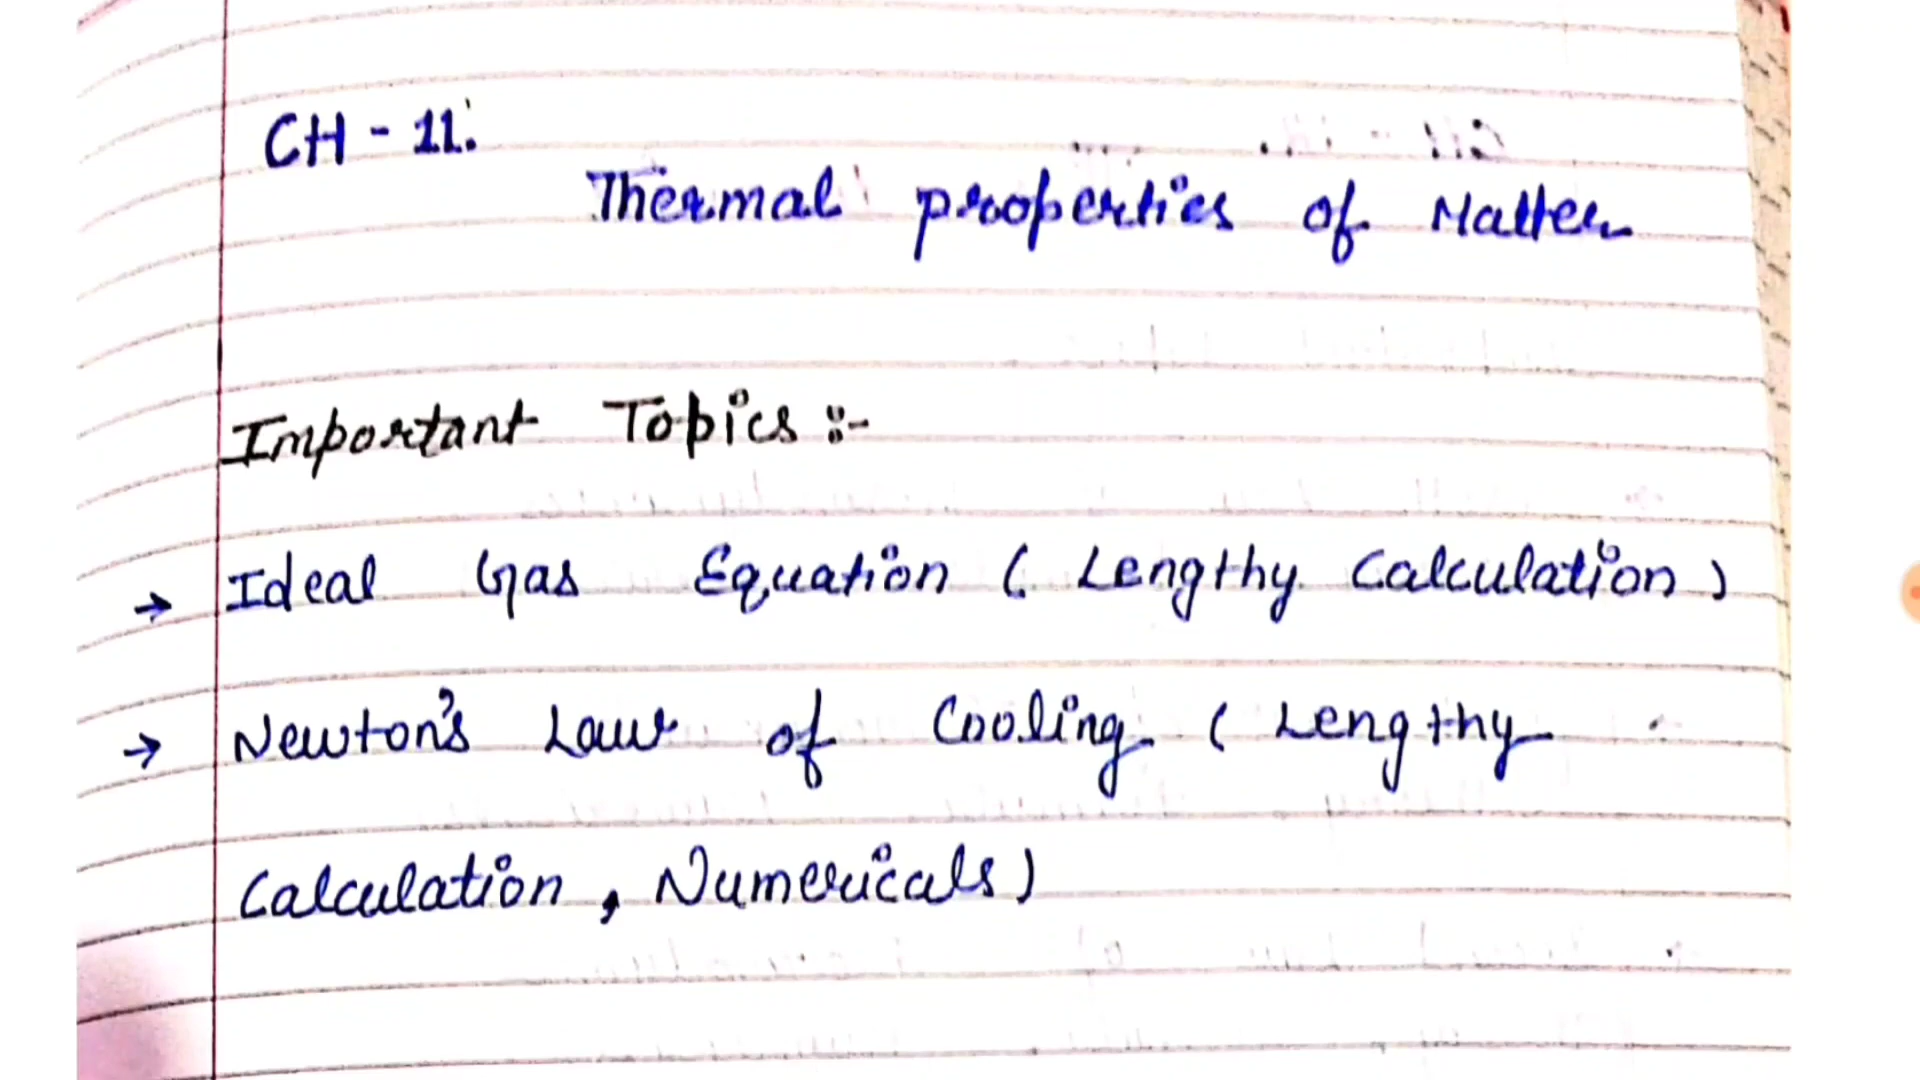 CH - 11:
Thermal properties of Matter
Important Topics :-
→ Ideal Gas Equation ( Lengthy Calculation )
→ Newton's Law of Cooling ( Lengthy
Calculation , Numericals )